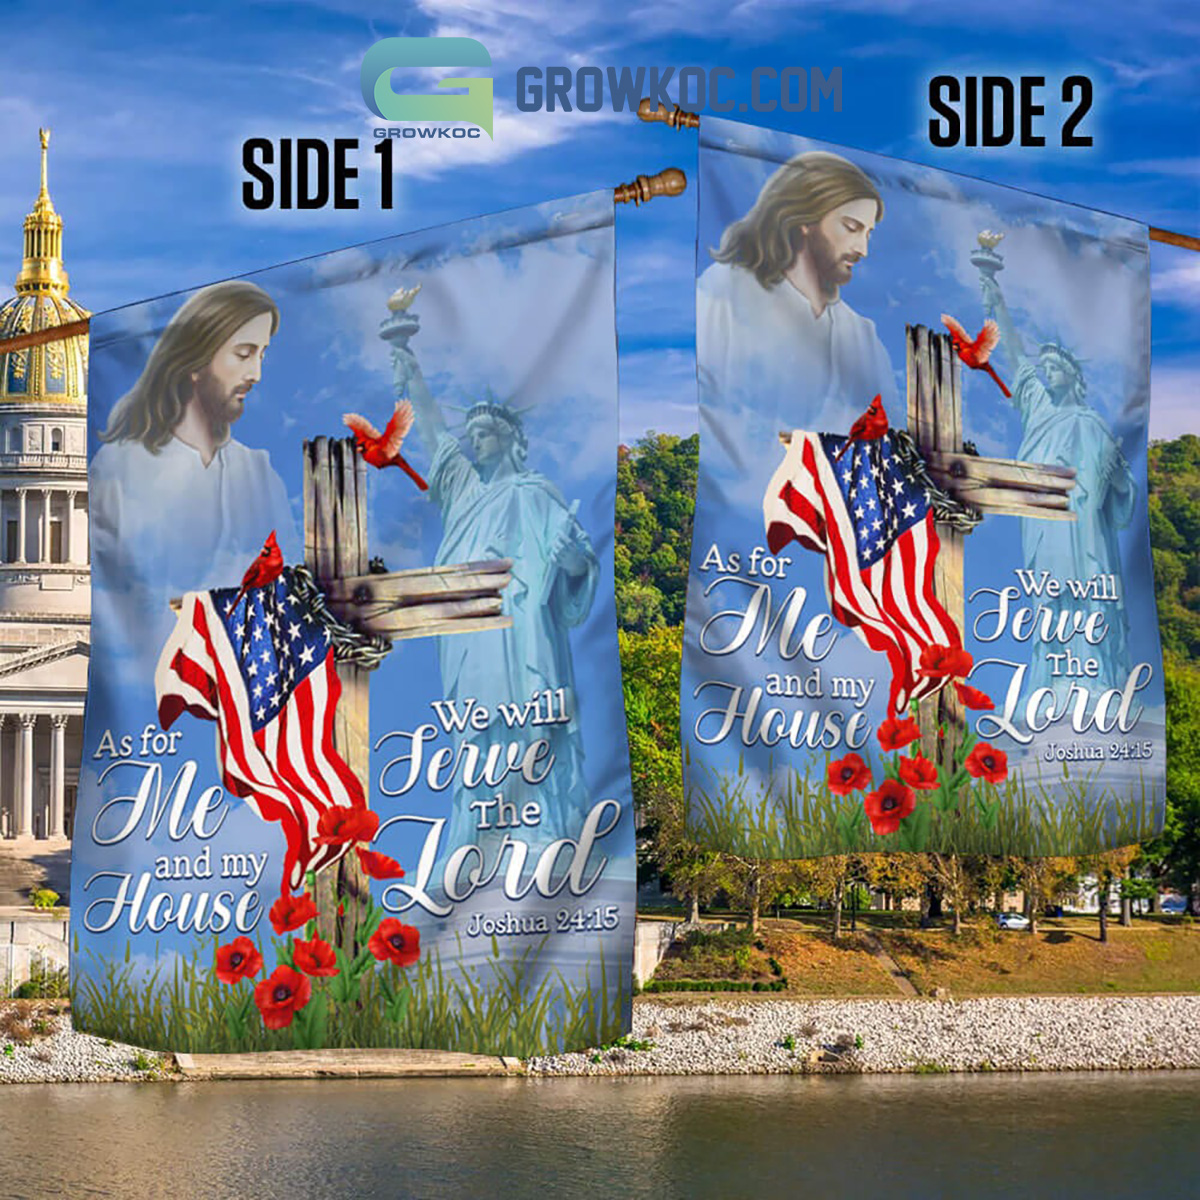 GROWKOC
GROWKOC.COM
SIDE 1
SIDE 2
As for
Me
and my
House
We will
Serve
The
Lord
Joshua 24:15
As for
Me
and my
House
We will
Serve
The
Lord
Joshua 24:15